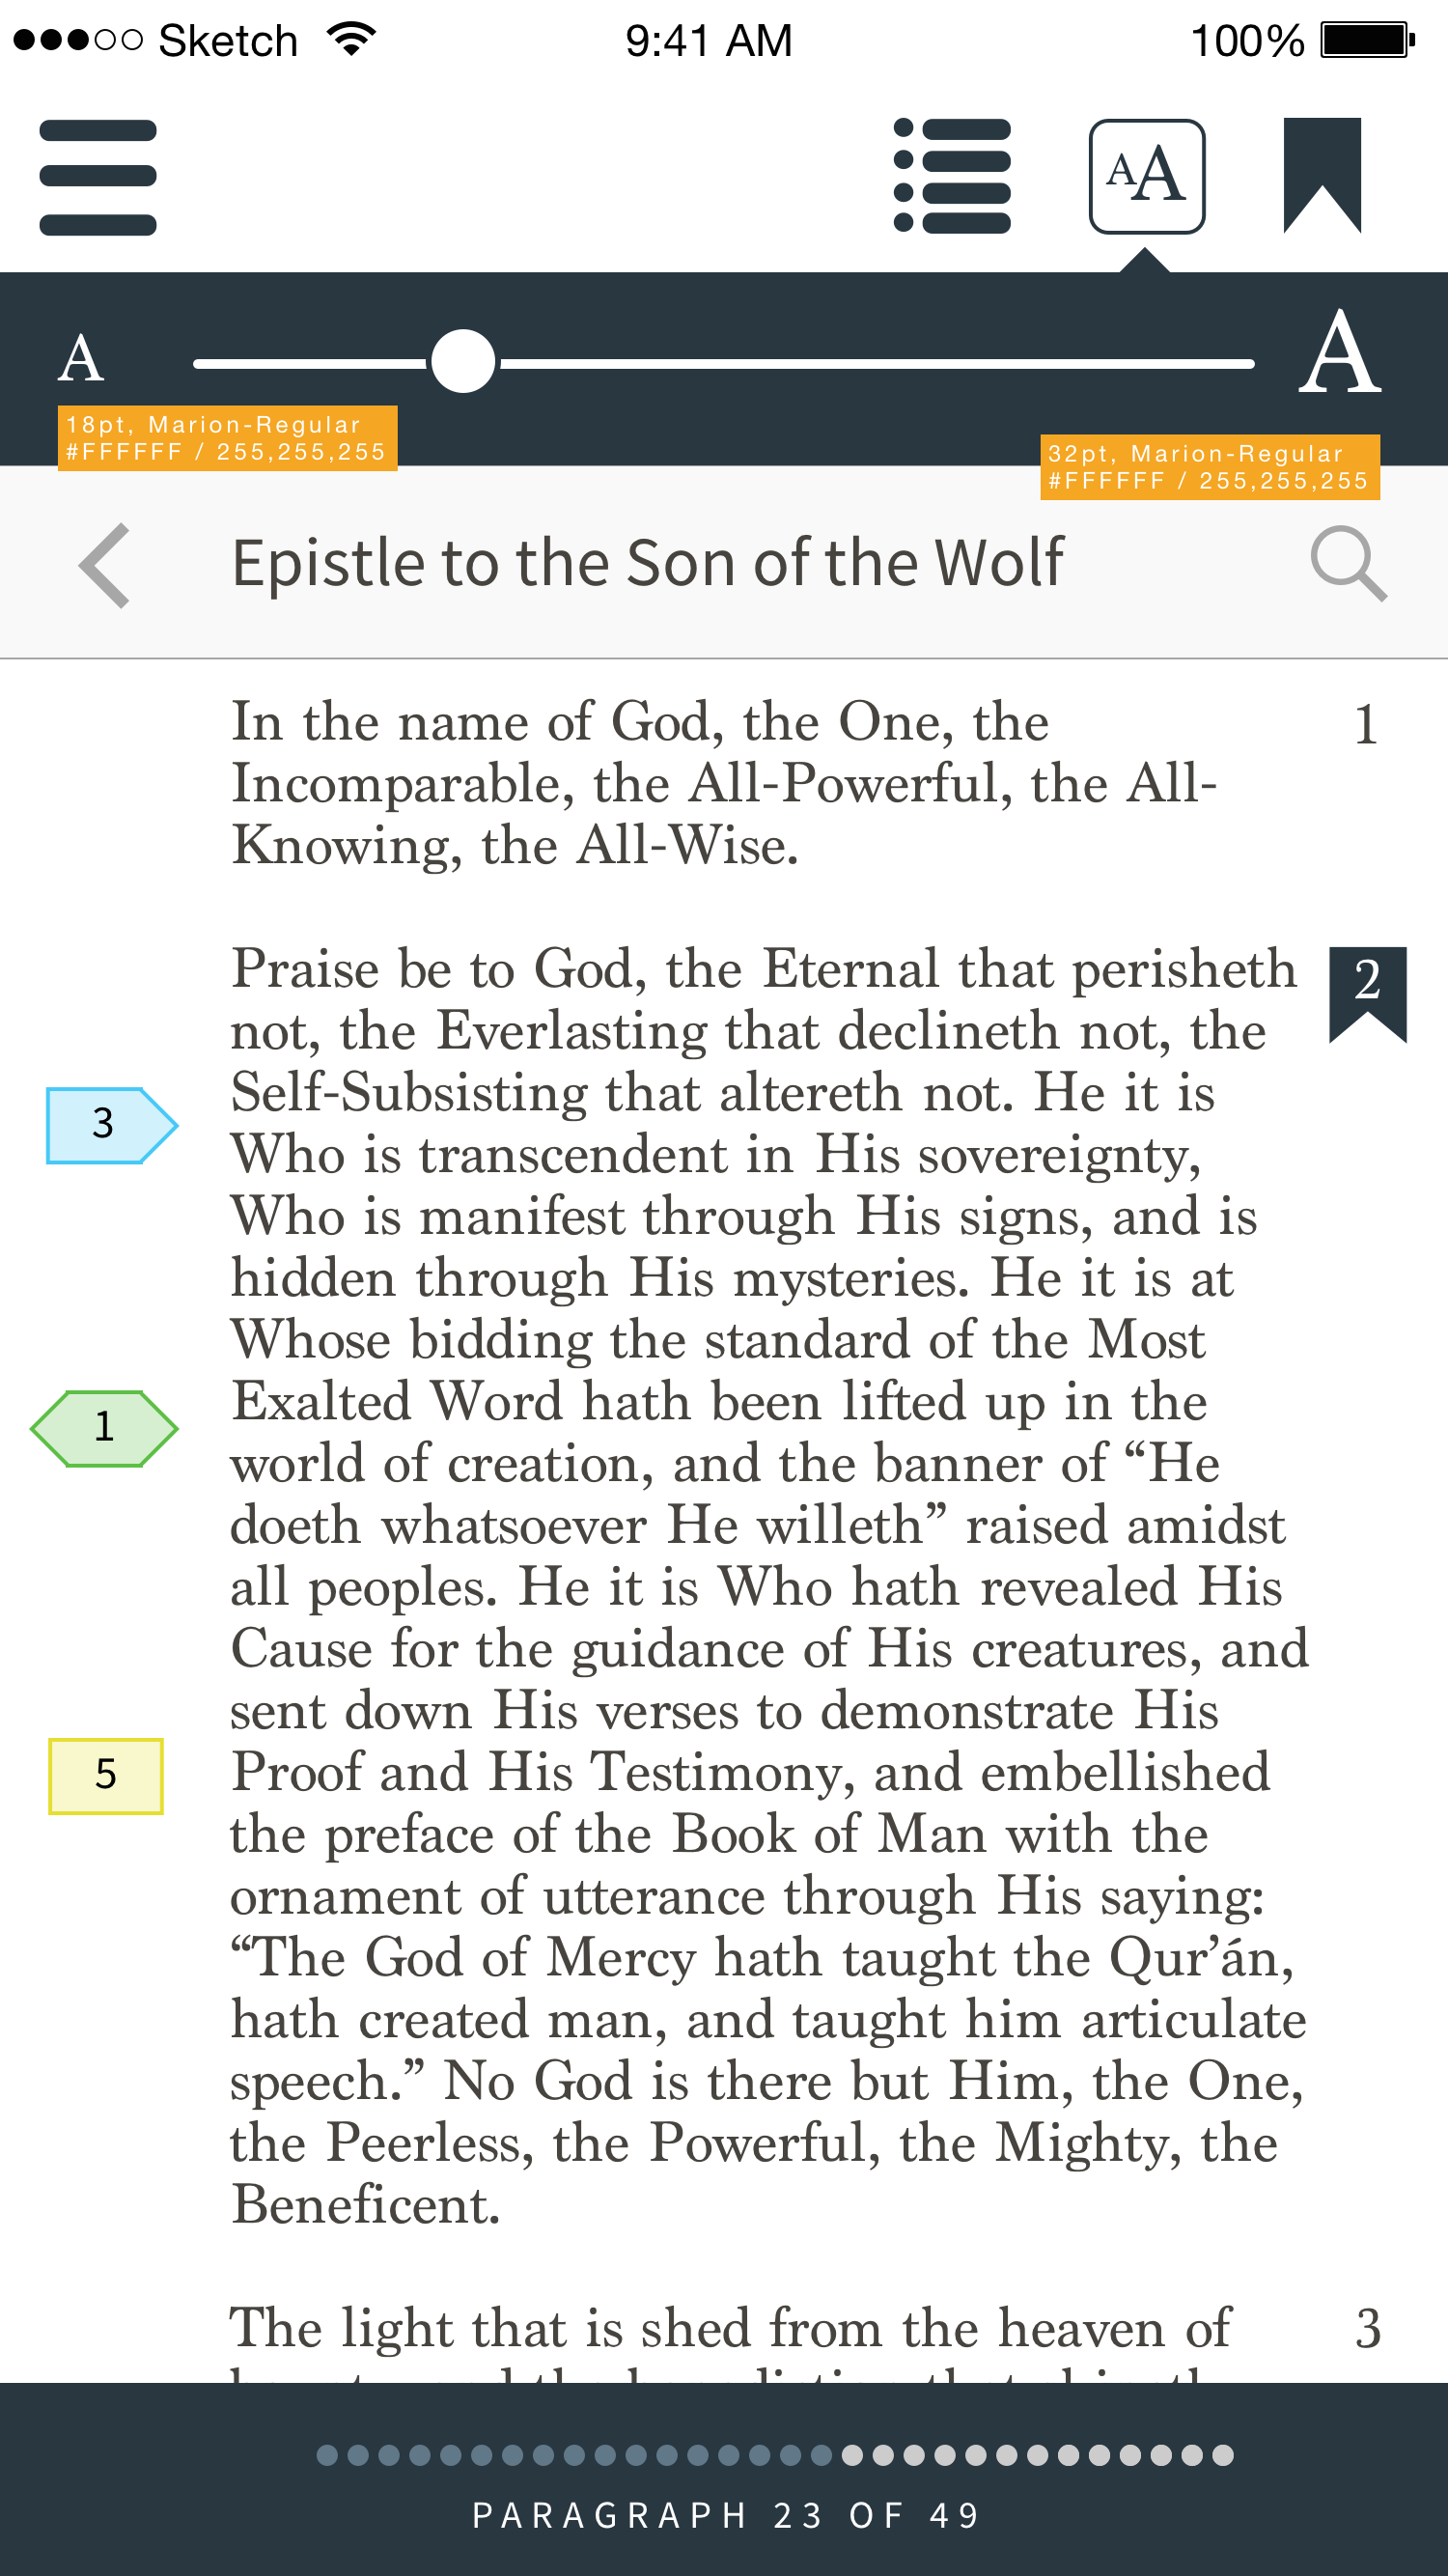 Sketch 9:41 AM 100%
AA
A A
18pt, Marion-Regular
#FFFFFF / 255,255,255
32pt, Marion-Regular
#FFFFFF / 255,255,255
Epistle to the Son of the Wolf
In the name of God, the One, the 1
Incomparable, the All-Powerful, the All-
Knowing, the All-Wise.
Praise be to God, the Eternal that perisheth 2
not, the Everlasting that declineth not, the
Self-Subsisting that altereth not. He it is
3
Who is transcendent in His sovereignty,
Who is manifest through His signs, and is
hidden through His mysteries. He it is at
Whose bidding the standard of the Most
Exalted Word hath been lifted up in the
1
world of creation, and the banner of “He
doeth whatsoever He willeth” raised amidst
all peoples. He it is Who hath revealed His
Cause for the guidance of His creatures, and
sent down His verses to demonstrate His
5 Proof and His Testimony, and embellished
the preface of the Book of Man with the
ornament of utterance through His saying:
“The God of Mercy hath taught the Qur’án,
hath created man, and taught him articulate
speech.” No God is there but Him, the One,
the Peerless, the Powerful, the Mighty, the
Beneficent.
The light that is shed from the heaven of 3
PARAGRAPH 23 OF 49